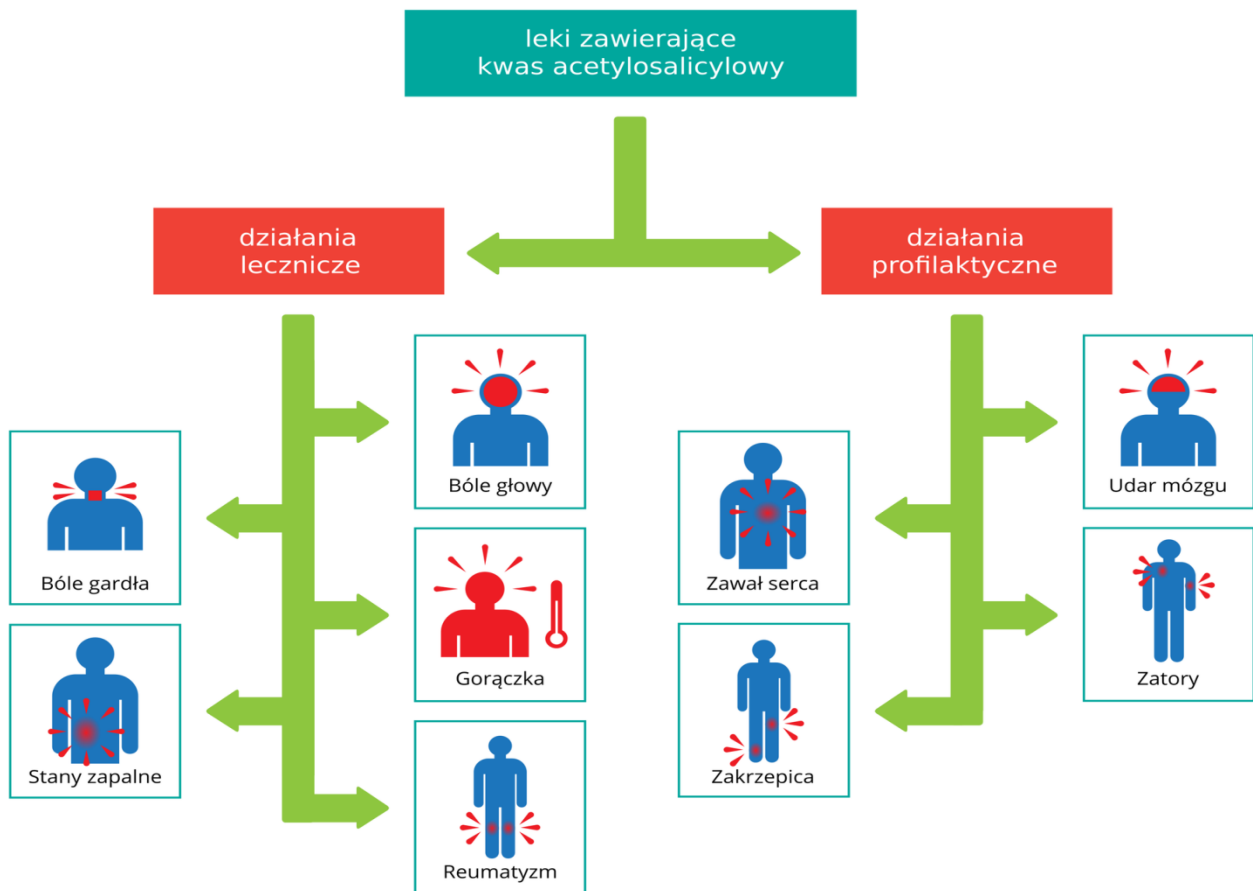 leki zawierające
kwas acetylosalicylowy
działania
lecznicze
działania
profilaktyczne
Bóle głowy
Bóle gardła
Gorączka
Stany zapalne
Reumatyzm
Udar mózgu
Zawał serca
Zatory
Zakrzepica